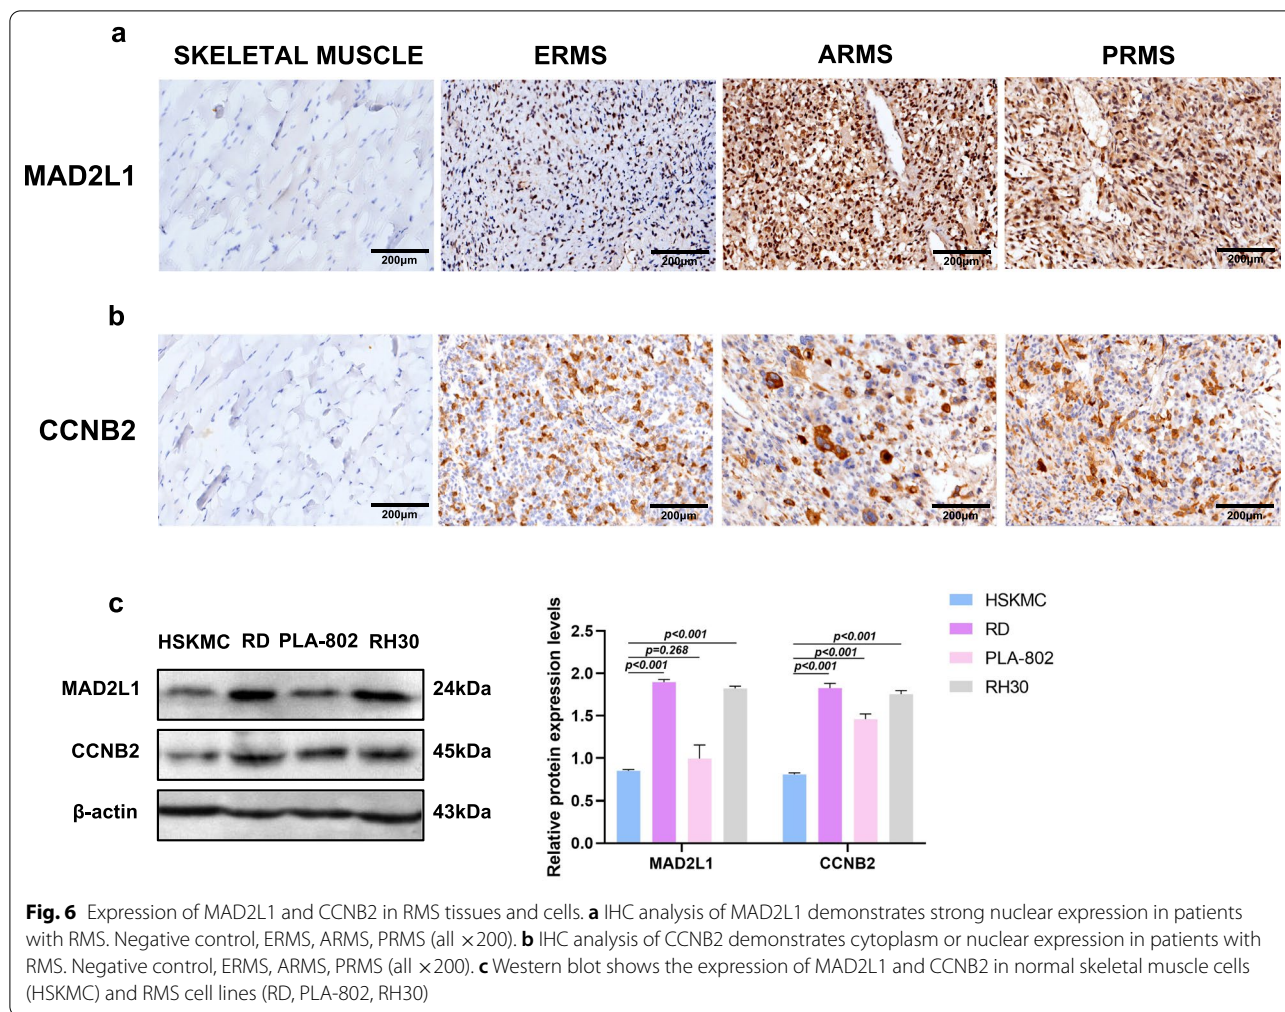 a
SKELETAL MUSCLE ERMS ARMS PRMS
MAD2L1
200μm 200μm 200μm 200μm
b
CCNB2
200μm 200μm 200μm 200μm
c
HSKMC RD PLA-802 RH30
MAD2L1 24kDa
CCNB2 45kDa
β-actin 43kDa
Relative protein expression levels
2.5
2.0
1.5
1.0
0.5
0.0
p<0.001
p=0.268
p<0.001
p<0.001
p<0.001
p<0.001
MAD2L1 CCNB2
HSKMC
RD
PLA-802
RH30
Fig. 6 Expression of MAD2L1 and CCNB2 in RMS tissues and cells. a IHC analysis of MAD2L1 demonstrates strong nuclear expression in patients
with RMS. Negative control, ERMS, ARMS, PRMS (all ×200). b IHC analysis of CCNB2 demonstrates cytoplasm or nuclear expression in patients with
RMS. Negative control, ERMS, ARMS, PRMS (all ×200). c Western blot shows the expression of MAD2L1 and CCNB2 in normal skeletal muscle cells
(HSKMC) and RMS cell lines (RD, PLA-802, RH30)